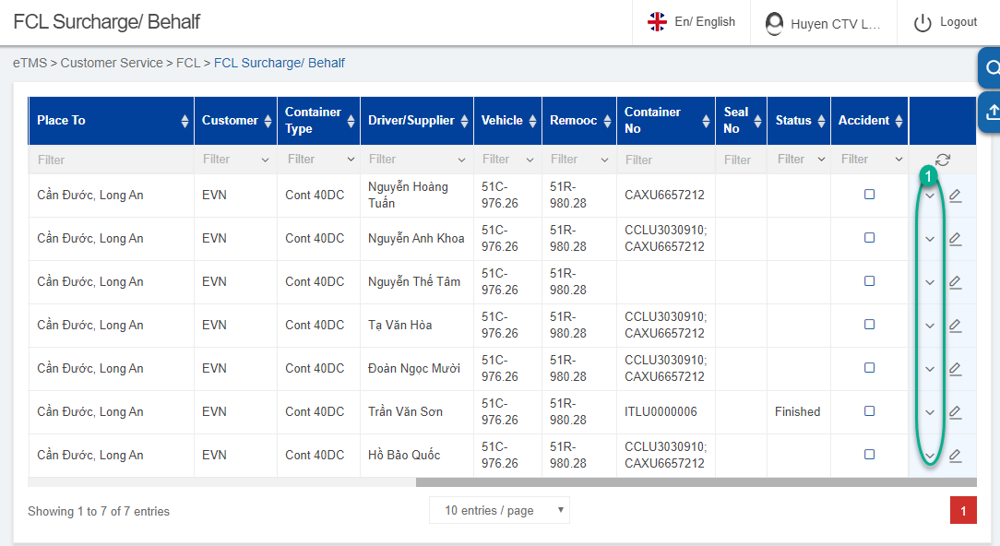 FCL Surcharge/ Behalf
En/ English
Huyen CTV L...
Logout
eTMS > Customer Service > FCL > FCL Surcharge/ Behalf
Place To
Customer
Container
Type
Driver/Supplier
Vehicle
Remooc
Container
No
Seal
No
Status
Accident
Filter
Filter
Filter
Filter
Filter
Filter
Filter
Filter
Filter
Filter
1
Cần Đước, Long An
EVN
Cont 40DC
Nguyễn Hoàng
Tuấn
51C-
976.26
51R-
980.28
CAXU6657212
Cần Đước, Long An
EVN
Cont 40DC
Nguyễn Anh Khoa
51C-
976.26
51R-
980.28
CCLU3030910;
CAXU6657212
Cần Đước, Long An
EVN
Cont 40DC
Nguyễn Thế Tâm
51C-
976.26
51R-
980.28
Cần Đước, Long An
EVN
Cont 40DC
Tạ Văn Hòa
51C-
976.26
51R-
980.28
CCLU3030910;
CAXU6657212
Cần Đước, Long An
EVN
Cont 40DC
Đoàn Ngọc Mười
51C-
976.26
51R-
980.28
CCLU3030910;
CAXU6657212
Cần Đước, Long An
EVN
Cont 40DC
Trần Văn Sơn
51C-
976.26
51R-
980.28
ITLU0000006
Finished
Cần Đước, Long An
EVN
Cont 40DC
Hồ Bảo Quốc
51C-
976.26
51R-
980.28
CCLU3030910;
CAXU6657212
Showing 1 to 7 of 7 entries
10 entries / page
1